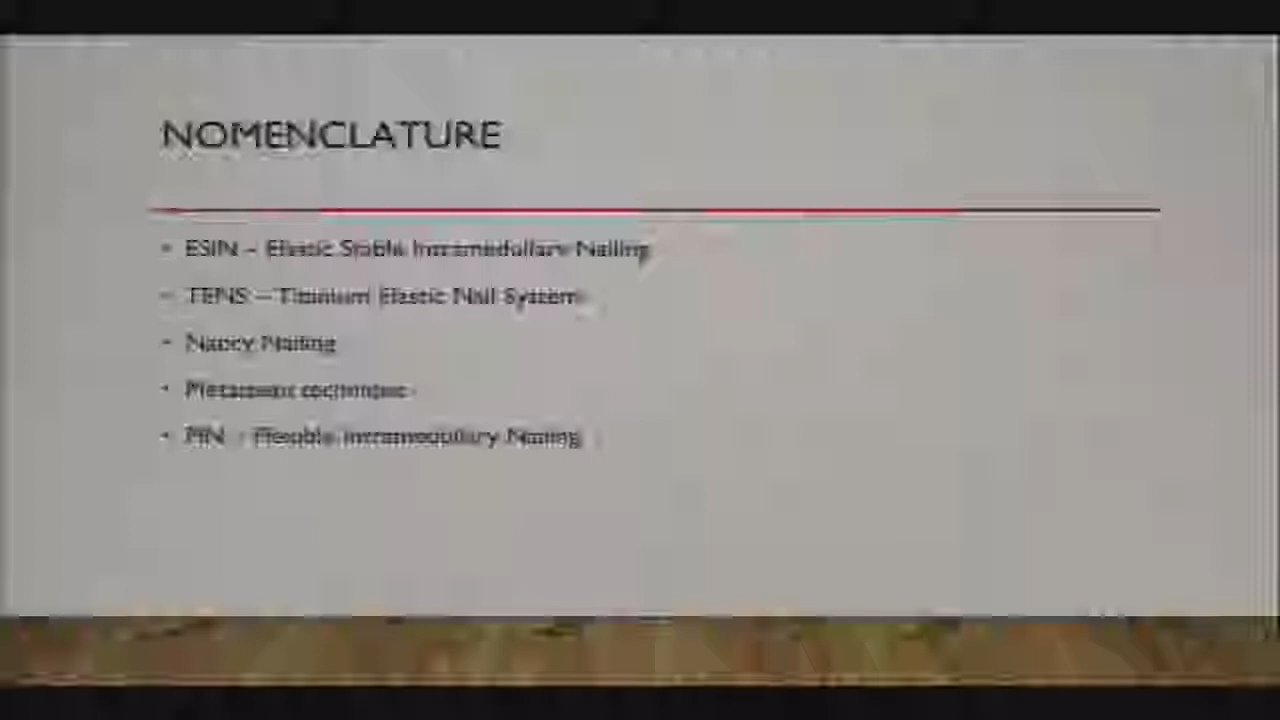 NOMENCLATURE
• ESIN – Elastic Stable Intramedullary Nailing
• TENS – Titanium Elastic Nail System
• Nancy Nailing
• technique
• FIN – Flexible Intramedullary Nailing